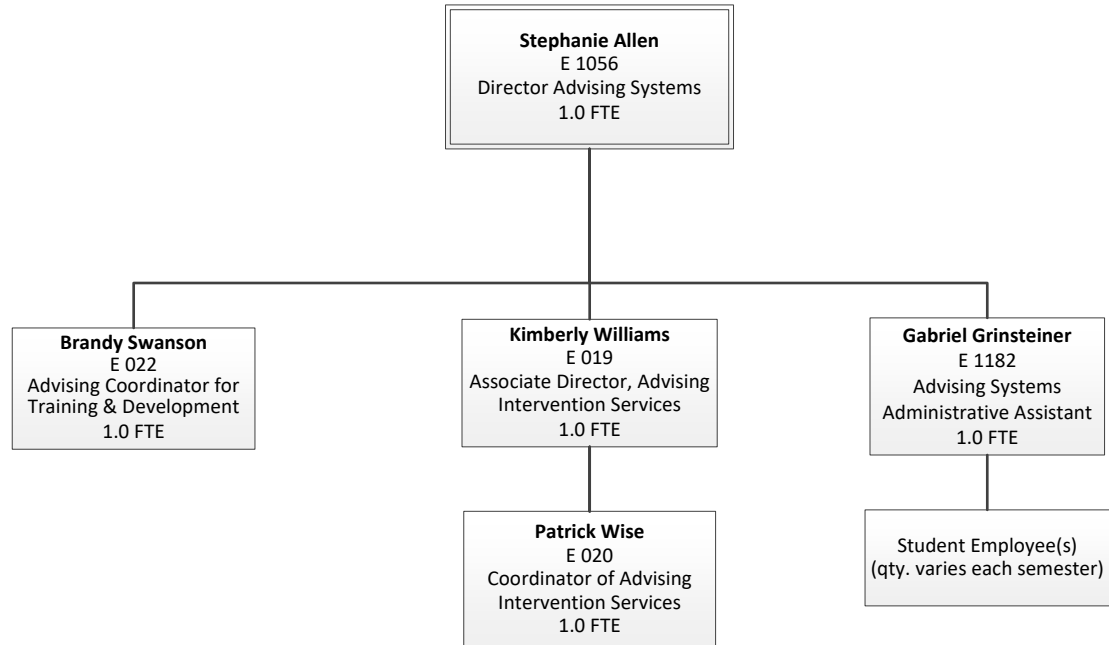 Stephanie Allen
E 1056
Director Advising Systems
1.0 FTE
Brandy Swanson
E 022
Advising Coordinator for
Training & Development
1.0 FTE
Kimberly Williams
E 019
Associate Director, Advising
Intervention Services
1.0 FTE
Gabriel Grinsteiner
E 1182
Advising Systems
Administrative Assistant
1.0 FTE
Patrick Wise
E 020
Coordinator of Advising
Intervention Services
1.0 FTE
Student Employee(s)
(qty. varies each semester)